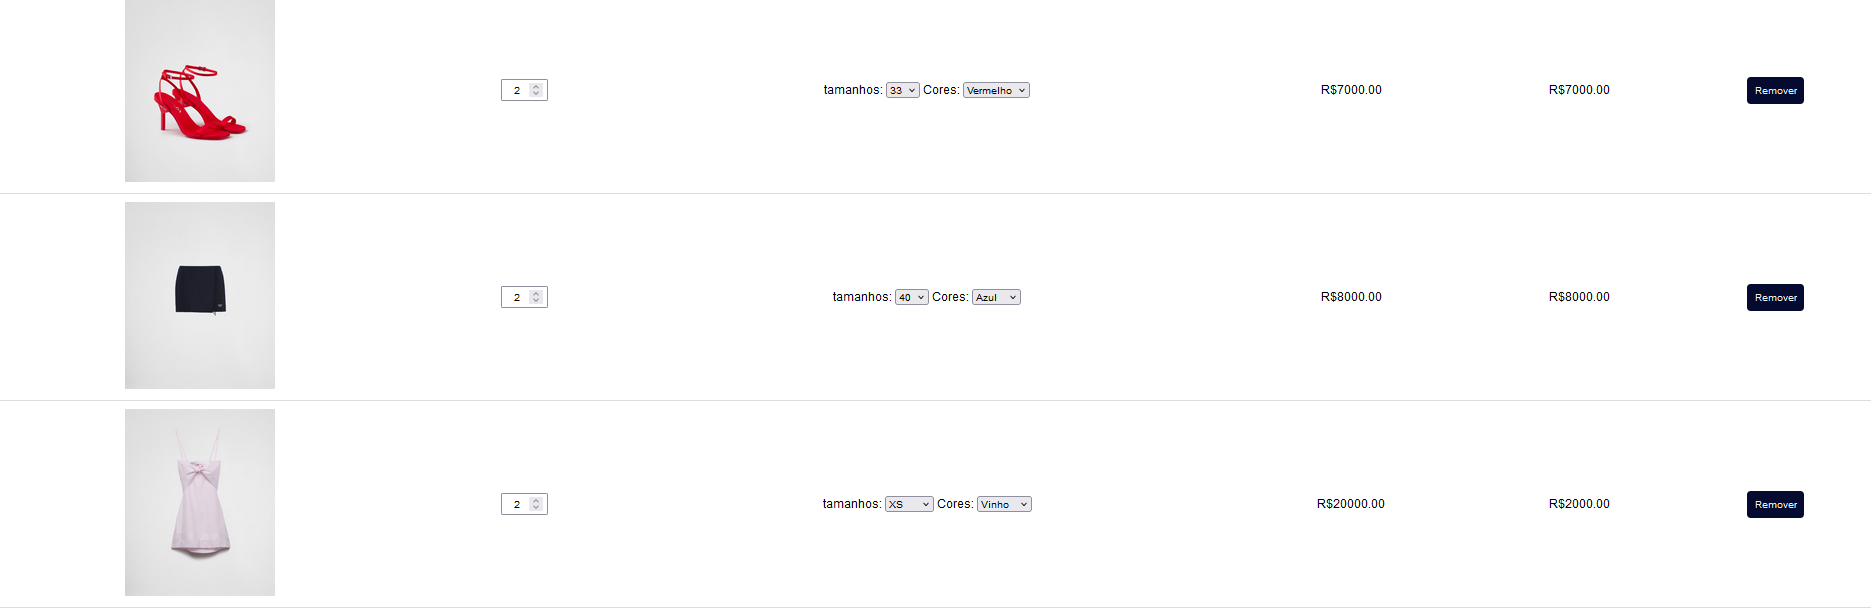 2 tamanhos: 33 Cores: Vermelho R$7000.00 R$7000.00 Remover
2 tamanhos: 40 Cores: Azul R$8000.00 R$8000.00 Remover
2 tamanhos: XS Cores: Vinho R$20000.00 R$2000.00 Remover